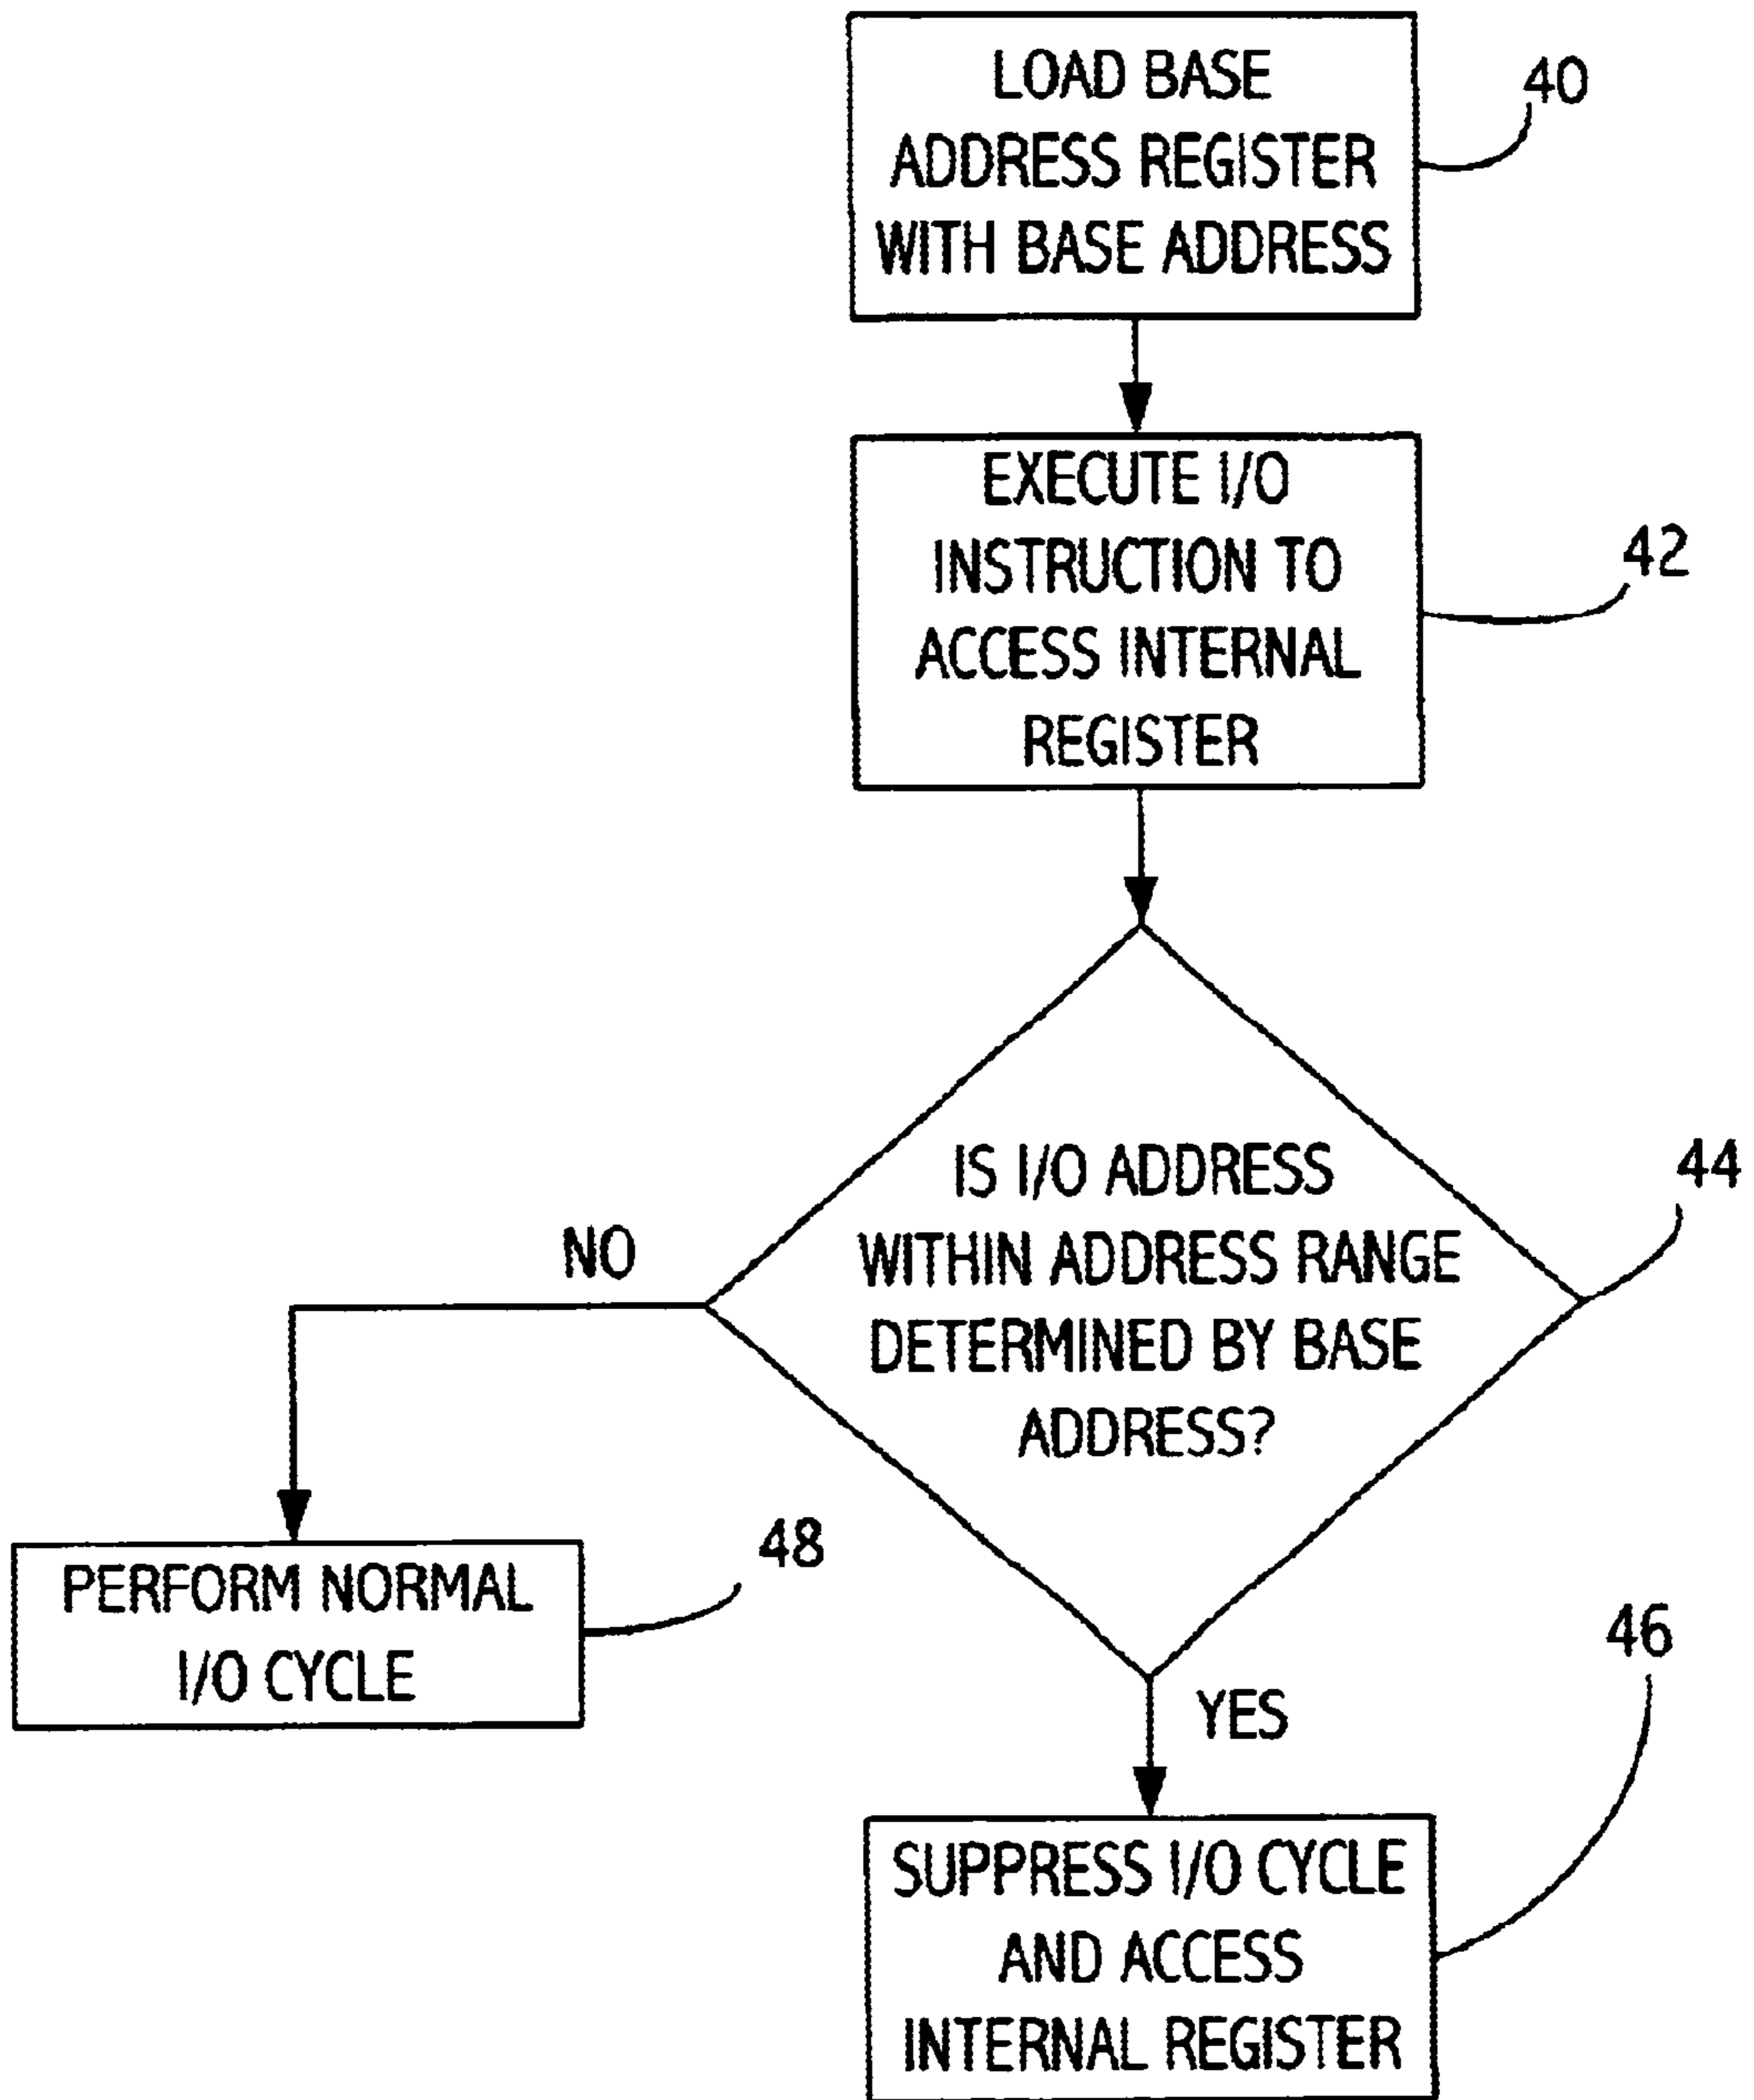 LOAD BASE
ADDRESS REGISTER
WITH BASE ADDRESS
40
EXECUTE I/O
INSTRUCTION TO
ACCESS INTERNAL
REGISTER
42
IS I/O ADDRESS
WITHIN ADDRESS RANGE
DETERMINED BY BASE
ADDRESS?
44
NO
PERFORM NORMAL
I/O CYCLE
48
YES
SUPPRESS I/O CYCLE
AND ACCESS
INTERNAL REGISTER
46